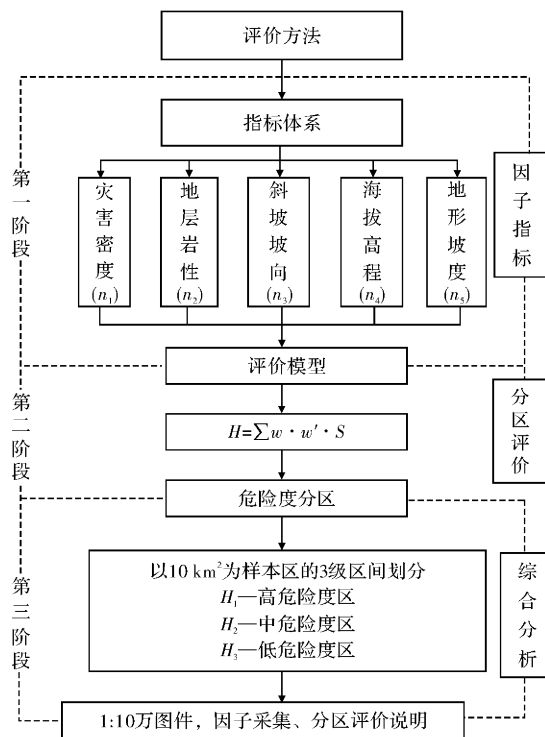 评价方法
指标体系
第一阶段
灾害密度(n₁)
地层岩性(n₂)
斜坡坡向(n₃)
海拔高程(n₄)
地形坡度(n₅)
因子指标
评价模型
第二阶段
H=∑w·w′·S
分区评价
危险度分区
第三阶段
以10 km²为样本区的3级区间划分
H₁—高危险度区
H₂—中危险度区
H₃—低危险度区
综合分析
1:10万图件，因子采集、分区评价说明